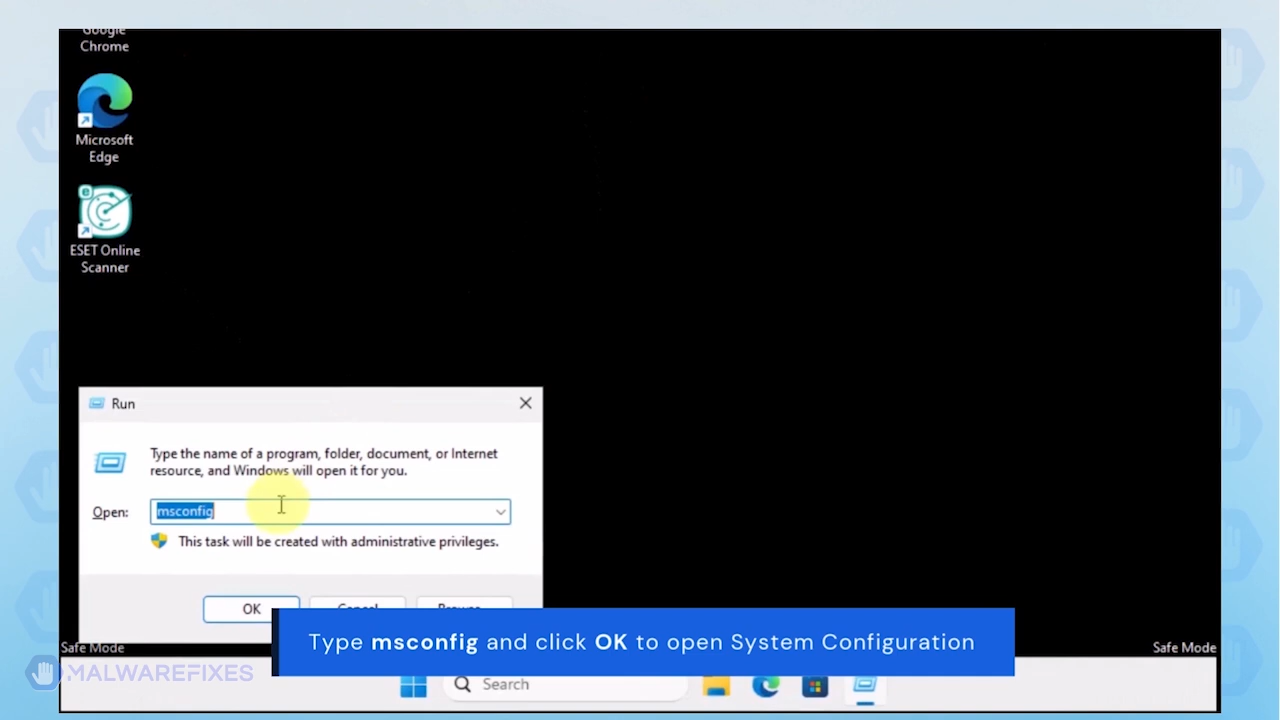 Google
Chrome
Microsoft
Edge
ESET Online
Scanner
Run
Type the name of a program, folder, document, or Internet
resource, and Windows will open it for you.
Open: msconfig
This task will be created with administrative privileges.
OK Cancel Browse...
Type msconfig and click OK to open System Configuration
Safe Mode Safe Mode
MALWAREFIXES
Search